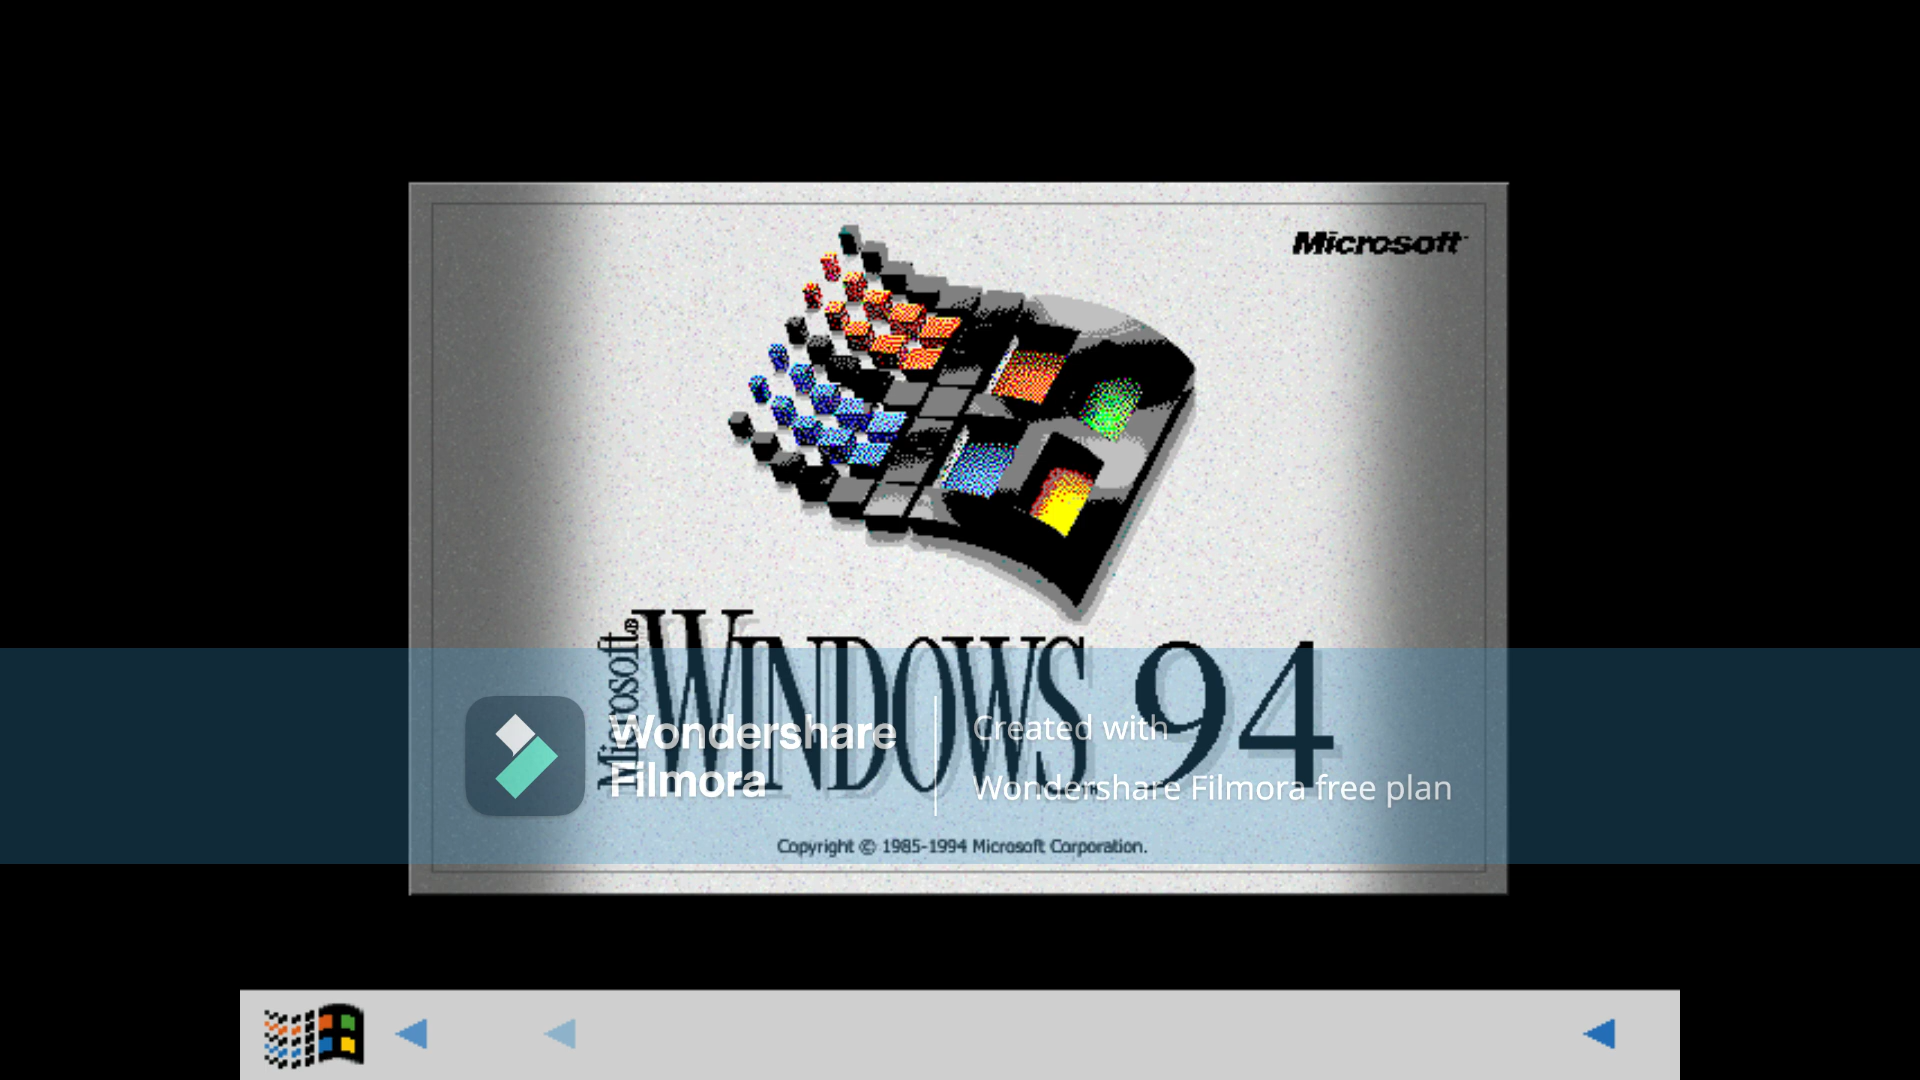 Microsoft
Microsoft®
WINDOWS 94
Wondershare
Filmora
Created with
Wondershare Filmora free plan
Copyright © 1985-1994 Microsoft Corporation.